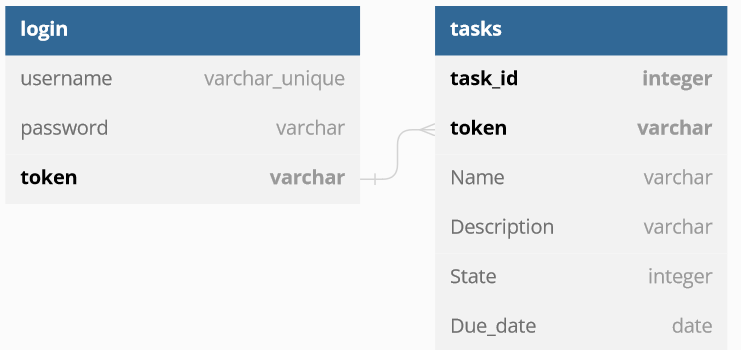 login
username varchar_unique
password varchar
token varchar
tasks
task_id integer
token varchar
Name varchar
Description varchar
State integer
Due_date date